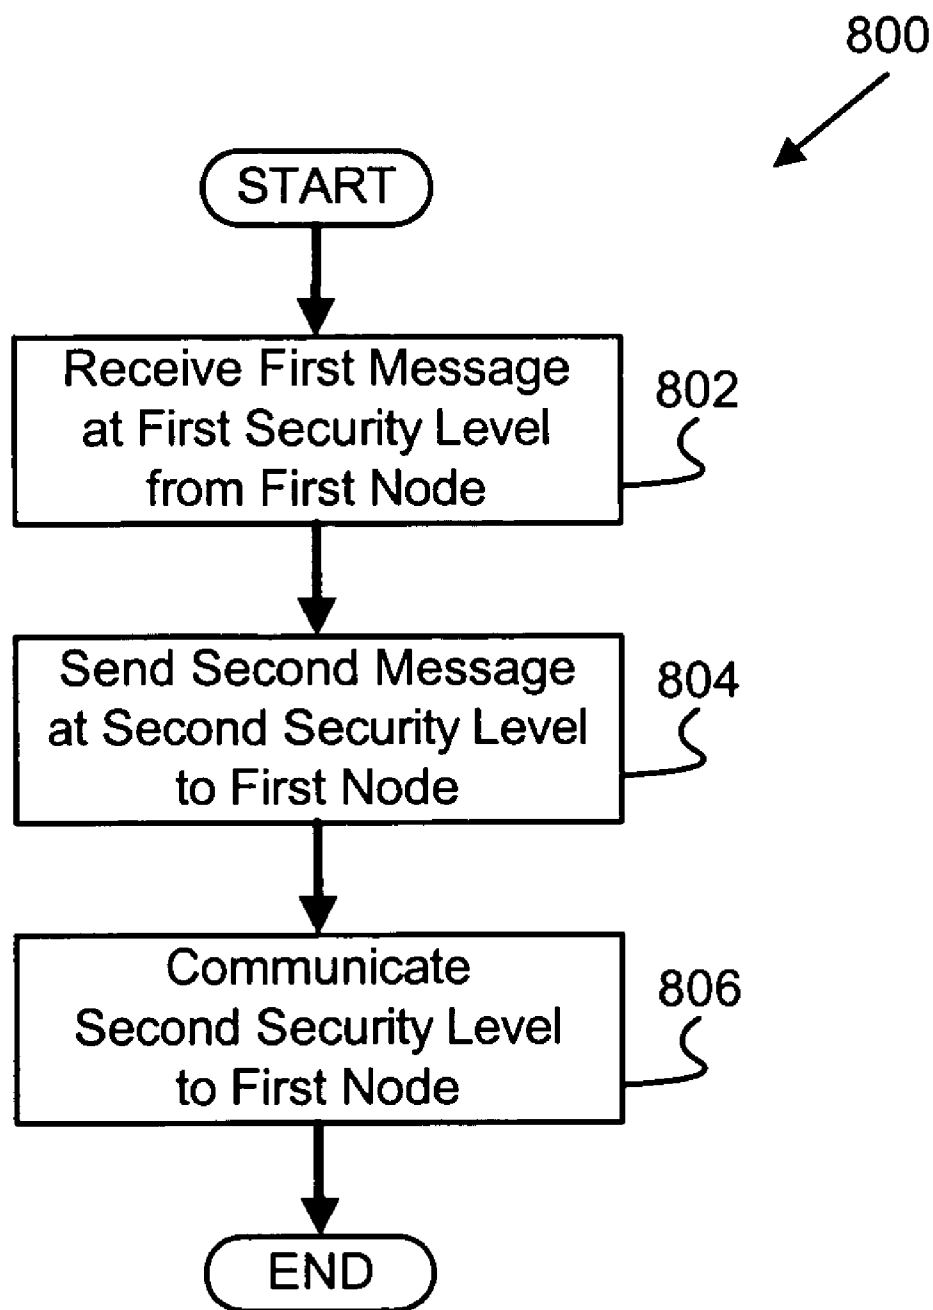 800
START
Receive First Message
at First Security Level
from First Node
802
Send Second Message
at Second Security Level
to First Node
804
Communicate
Second Security Level
to First Node
806
END